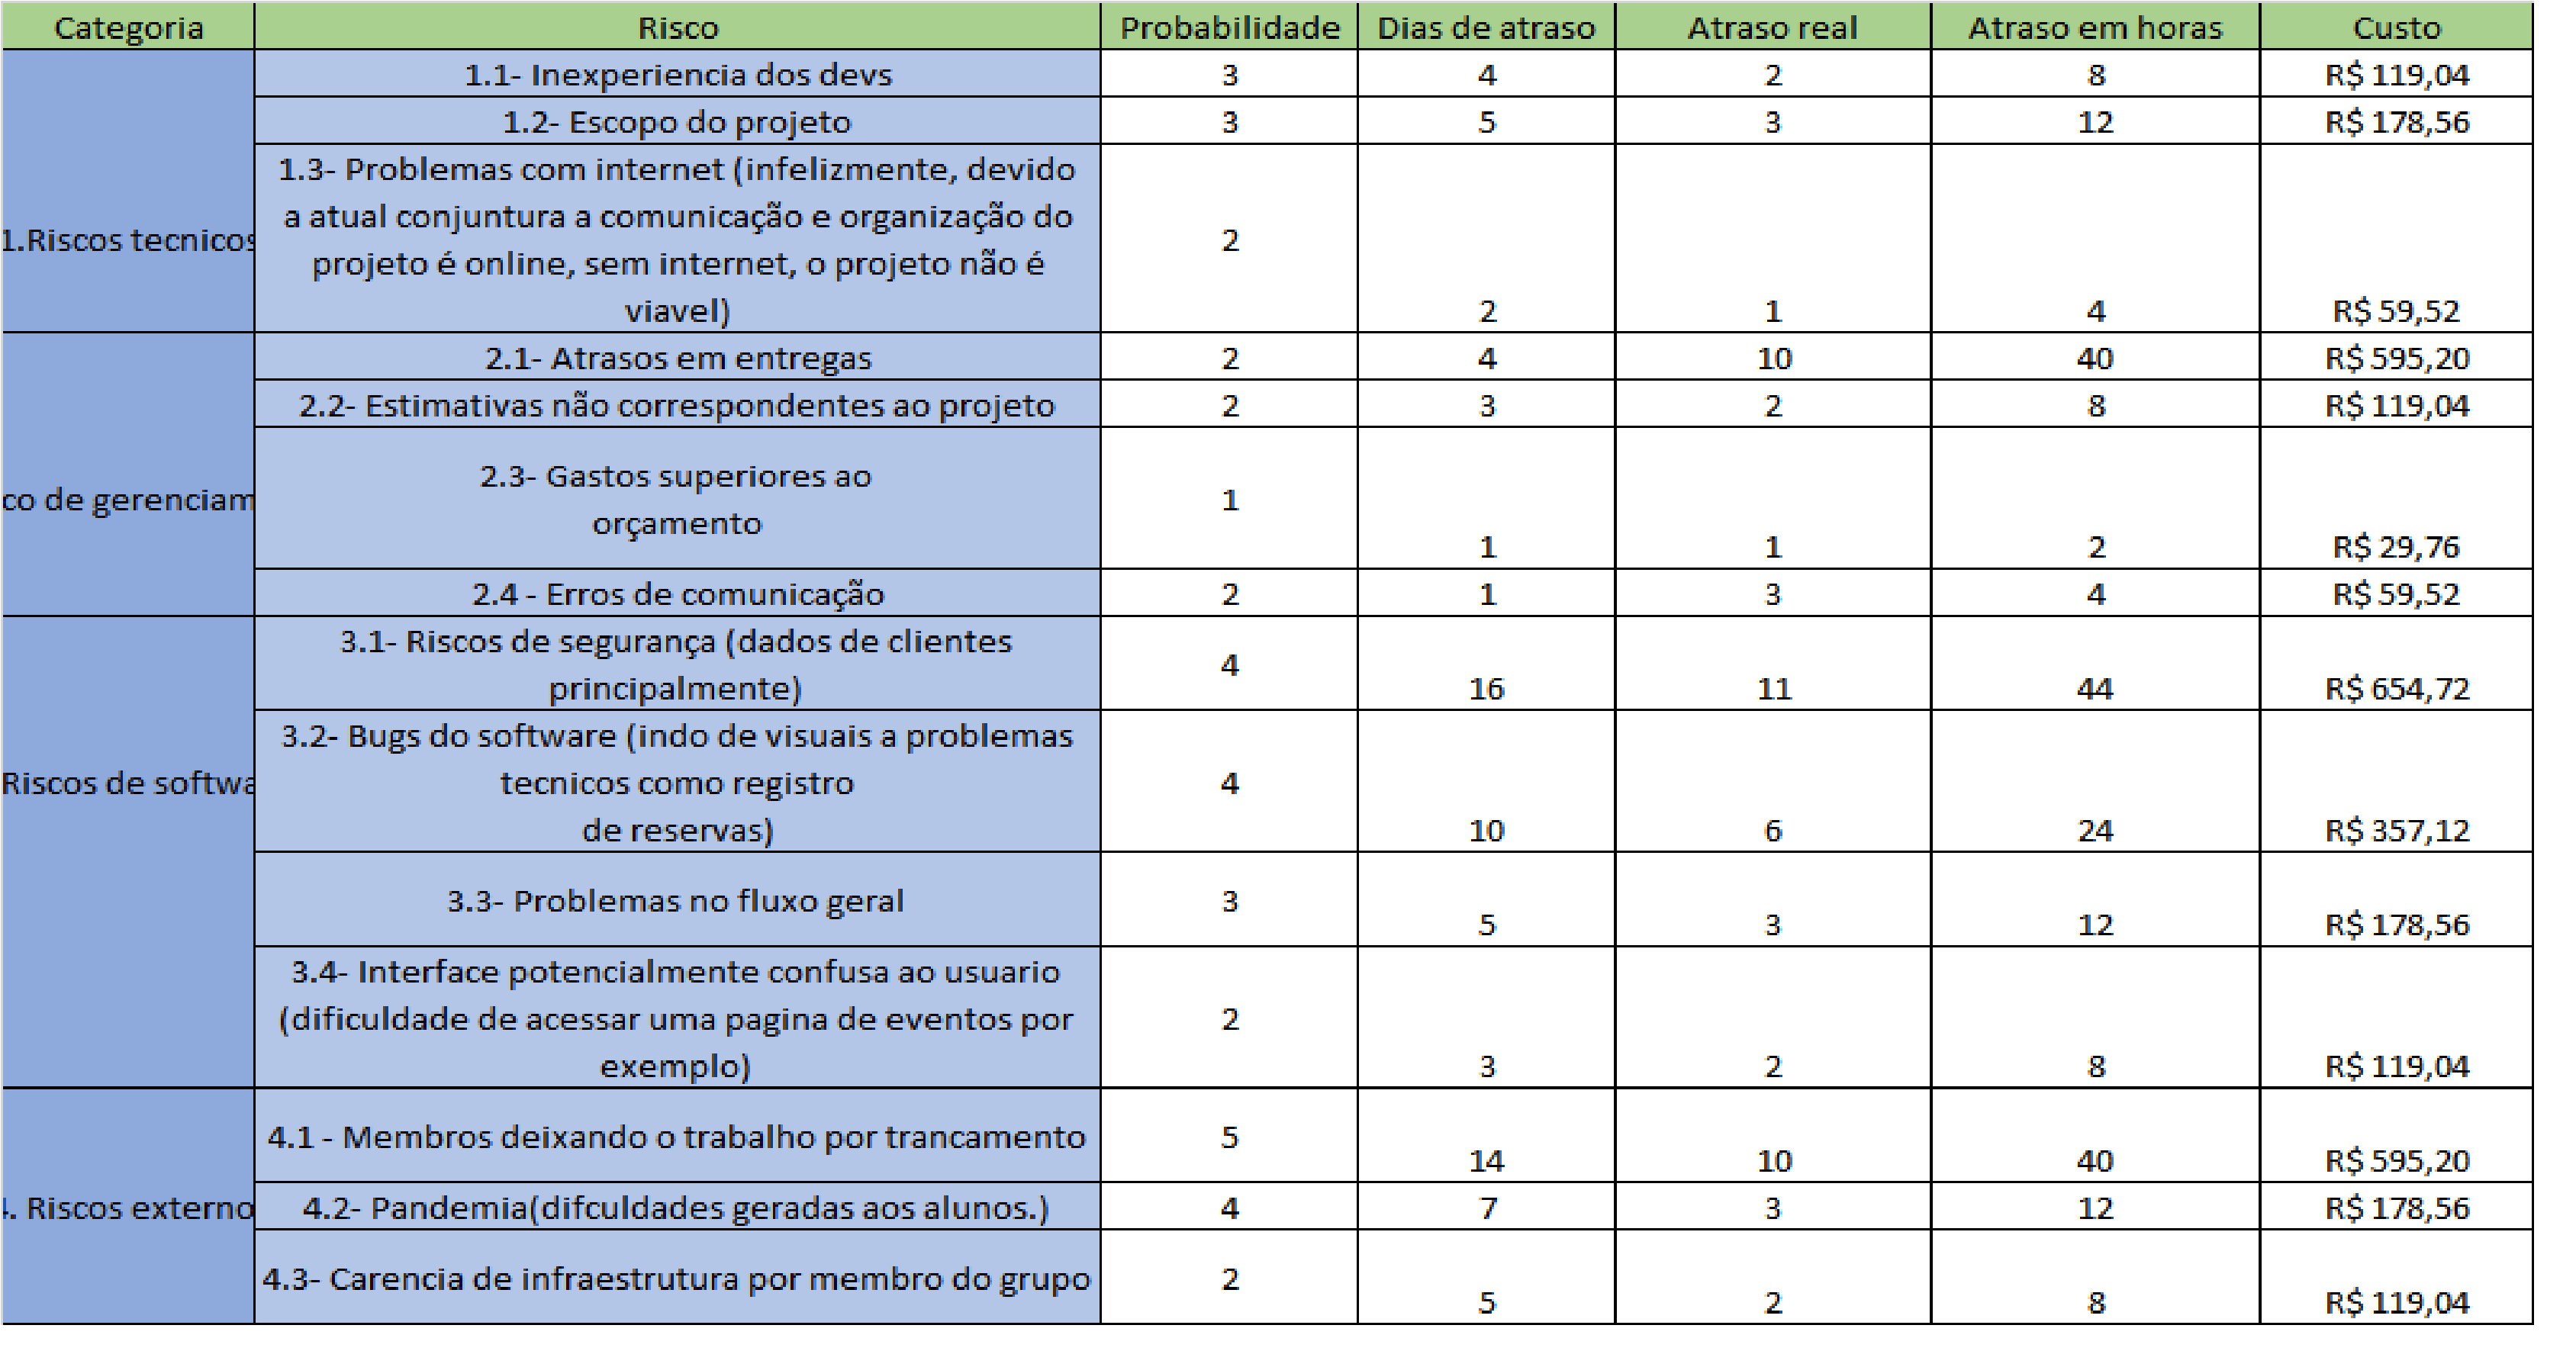 Categoria Risco Probabilidade Dias de atraso Atraso real Atraso em horas Custo
1.Riscos tecnicos
1.1- Inexperiencia dos devs 3 4 2 8 R$ 119,04
1.2- Escopo do projeto 3 5 3 12 R$ 178,56
1.3- Problemas com internet (infelizmente, devido
a atual conjuntura a comunicação e organização do
projeto é online, sem internet, o projeto não é
viavel) 2 2 1 4 R$ 59,52
co de gerenciam
2.1- Atrasos em entregas 2 4 10 40 R$ 595,20
2.2- Estimativas não correspondentes ao projeto 2 3 2 8 R$ 119,04
2.3- Gastos superiores ao
orçamento 1 1 1 2 R$ 29,76
2.4 - Erros de comunicação 2 1 3 4 R$ 59,52
Riscos de softwa
3.1- Riscos de segurança (dados de clientes
principalmente) 4 16 11 44 R$ 654,72
3.2- Bugs do software (indo de visuais a problemas
tecnicos como registro
de reservas) 4 10 6 24 R$ 357,12
3.3- Problemas no fluxo geral 3 5 3 12 R$ 178,56
3.4- Interface potencialmente confusa ao usuario
(dificuldade de acessar uma pagina de eventos por
exemplo) 2 3 2 8 R$ 119,04
. Riscos externo
4.1 - Membros deixando o trabalho por trancamento 5 14 10 40 R$ 595,20
4.2- Pandemia(difculdades geradas aos alunos.) 4 7 3 12 R$ 178,56
4.3- Carencia de infraestrutura por membro do grupo 2 5 2 8 R$ 119,04